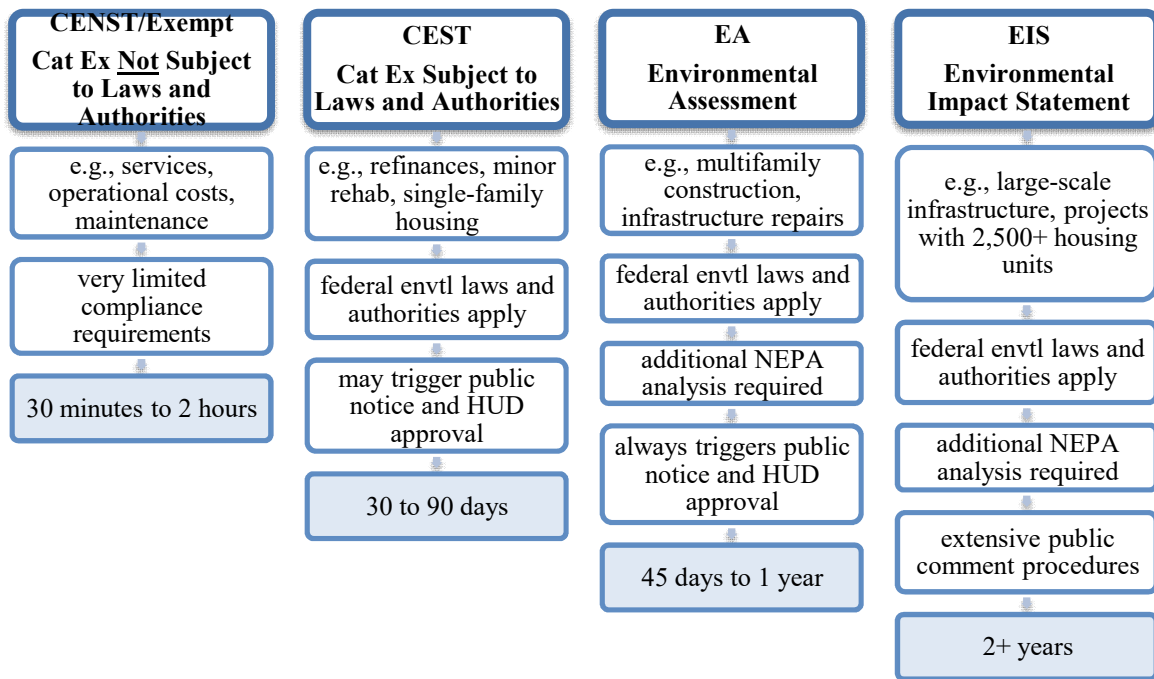 CENST/Exempt
Cat Ex Not Subject
to Laws and
Authorities
e.g., services,
operational costs,
maintenance
very limited
compliance
requirements
30 minutes to 2 hours
CEST
Cat Ex Subject to
Laws and Authorities
e.g., refinances, minor
rehab, single-family
housing
federal envtl laws and
authorities apply
may trigger public
notice and HUD
approval
30 to 90 days
EA
Environmental
Assessment
e.g., multifamily
construction,
infrastructure repairs
federal envtl laws and
authorities apply
additional NEPA
analysis required
always triggers public
notice and HUD
approval
45 days to 1 year
EIS
Environmental
Impact Statement
e.g., large-scale
infrastructure, projects
with 2,500+ housing
units
federal envtl laws and
authorities apply
additional NEPA
analysis required
extensive public
comment procedures
2+ years